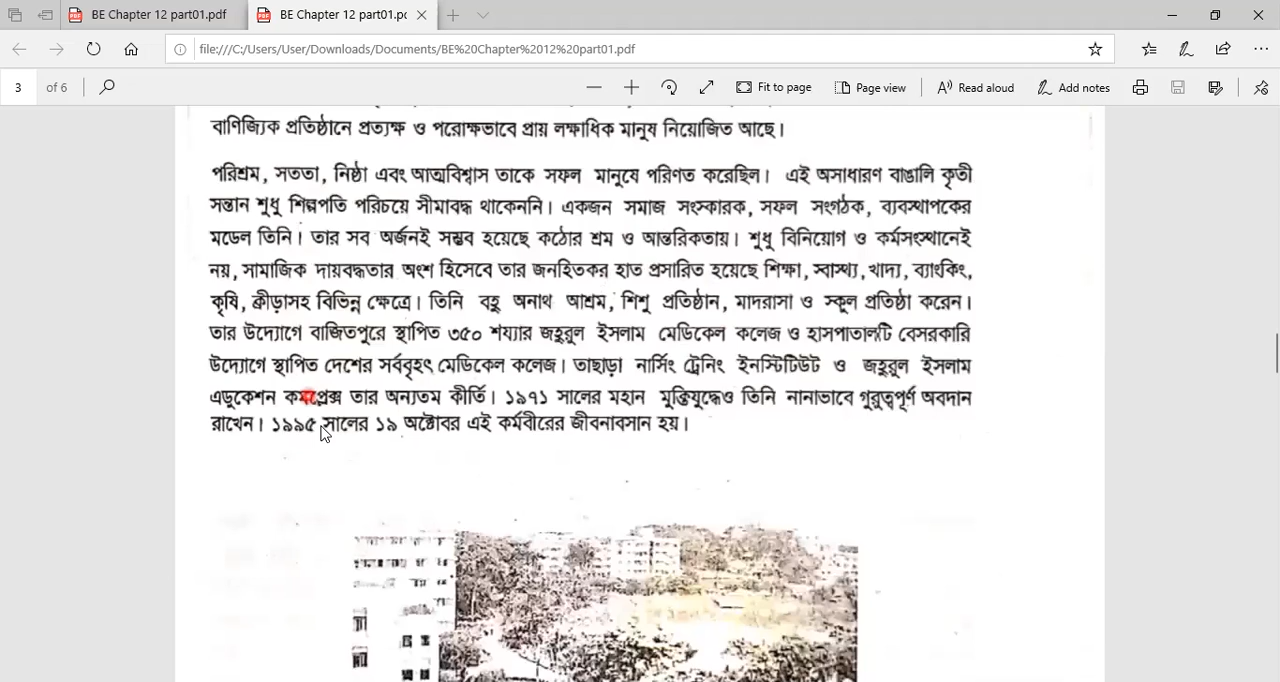 BE Chapter 12 part01.pdf
BE Chapter 12 part01.pc
file:///C:/Users/User/Downloads/Documents/BE%20Chapter%2012%20part01.pdf
3 of 6
Fit to page
Page view
Read aloud
Add notes
বাণিজ্যিক প্রতিষ্ঠানে প্রত্যক্ষ ও পরোক্ষভাবে প্রায় লক্ষাধিক মানুষ নিয়োজিত আছে।
পরিশ্রম, সততা, নিষ্ঠা এবং আত্মবিশ্বাস তাকে সফল মানুষে পরিণত করেছিল। এই অসাধারণ বাঙালি কৃতী
সন্তান শুধু শিল্পপতি পরিচয়ে সীমাবদ্ধ থাকেননি। একজন সমাজ সংস্কারক, সফল সংগঠক, ব্যবস্থাপকের
মডেল তিনি। তার সব অর্জনই সম্ভব হয়েছে কঠোর শ্রম ও আন্তরিকতায়। শুধু বিনিয়োগ ও কর্মসংস্থানেই
নয়, সামাজিক দায়বদ্ধতার অংশ হিসেবে তার জনহিতকর হাত প্রসারিত হয়েছে শিক্ষা, স্বাস্থ্য, খাদ্য, ব্যাংকিং,
কৃষি, ক্রীড়াসহ বিভিন্ন ক্ষেত্রে। তিনি বহু অনাথ আশ্রম, শিশু প্রতিষ্ঠান, মাদরাসা ও স্কুল প্রতিষ্ঠা করেন।
তার উদ্যোগে বাজিতপুরে স্থাপিত ৩৫০ শয্যার জহুরুল ইসলাম মেডিকেল কলেজ ও হাসপাতালটি বেসরকারি
উদ্যোগে স্থাপিত দেশের সর্ববৃহৎ মেডিকেল কলেজ। তাছাড়া নার্সিং ট্রেনিং ইনস্টিটিউট ও জহুরুল ইসলাম
এডুকেশন কমপ্লেক্স তার অন্যতম কীর্তি। ১৯৭১ সালের মহান মুক্তিযুদ্ধেও তিনি নানাভাবে গুরুত্বপূর্ণ অবদান
রাখেন। ১৯৯৫ সালের ১৯ অক্টোবর এই কর্মবীরের জীবনাবসান হয়।